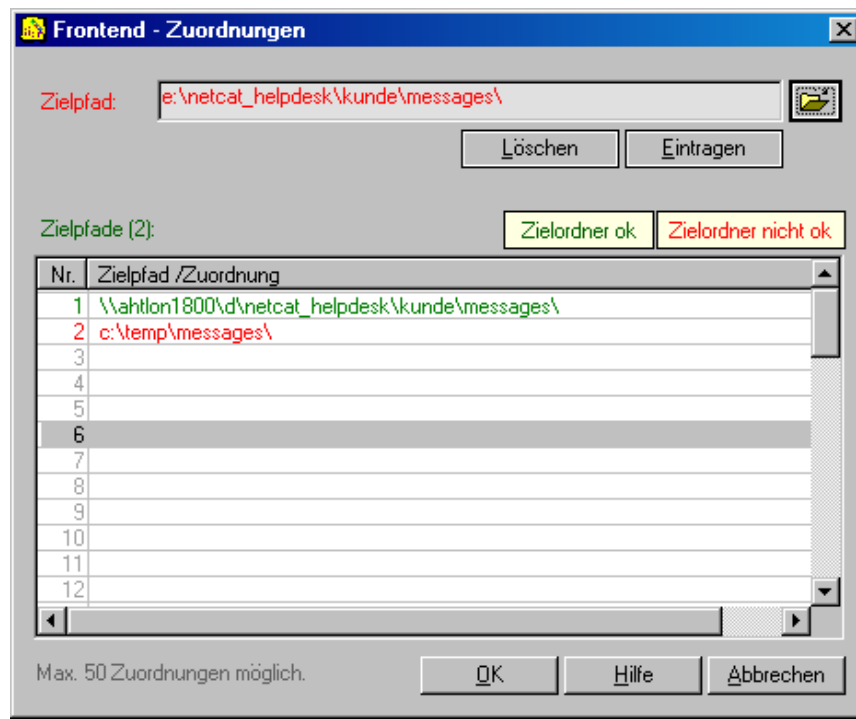 Frontend - Zuordnungen
Zielpfad: e:\netcat_helpdesk\kunde\messages\
Löschen Eintragen
Zielpfade (2): Zielordner ok Zielordner nicht ok
Nr. Zielpfad /Zuordnung
1 \\ahtlon1800\d\netcat_helpdesk\kunde\messages\
2 c:\temp\messages\
3
4
5
6
7
8
9
10
11
12
Max. 50 Zuordnungen möglich. OK Hilfe Abbrechen